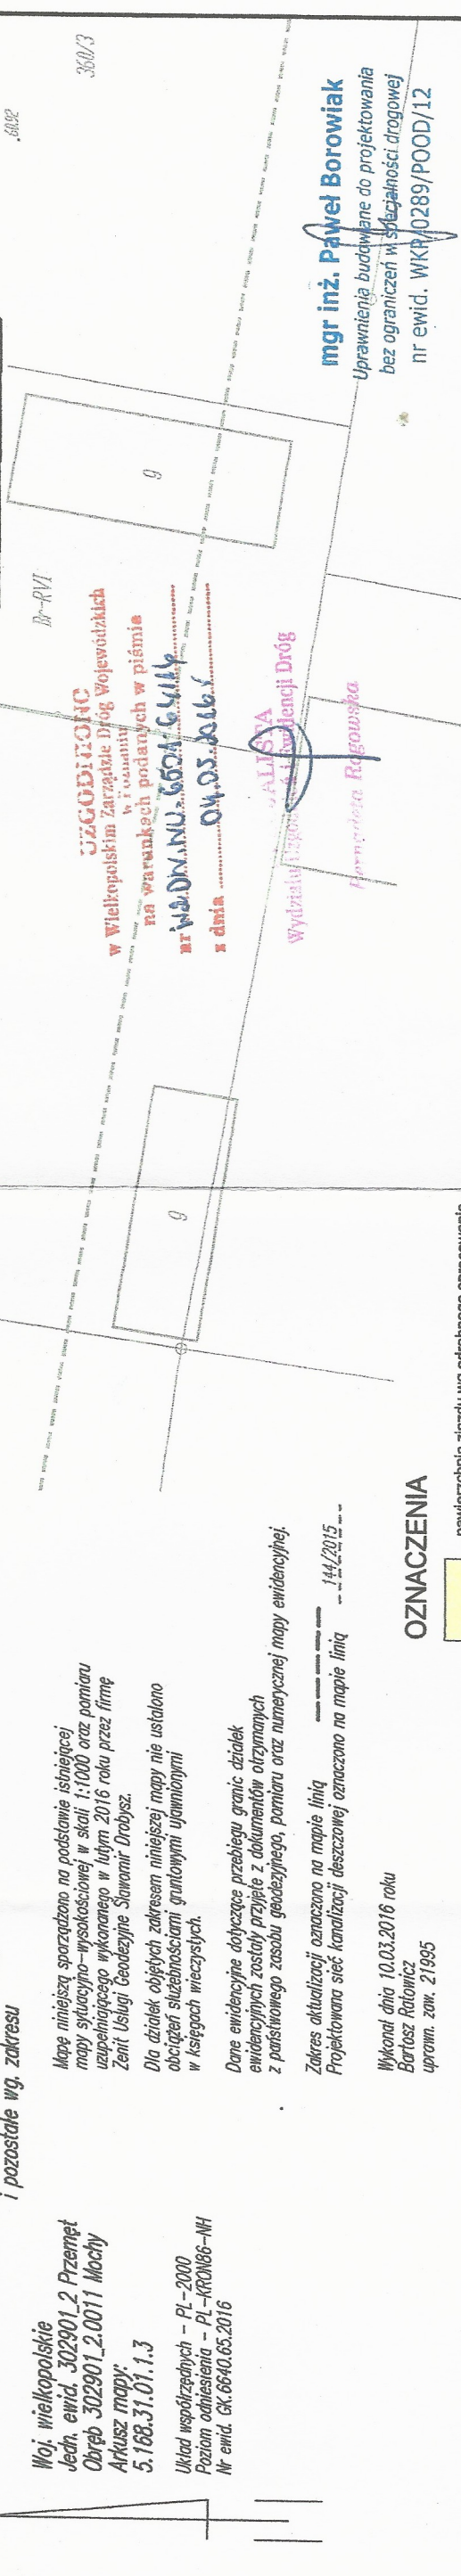 i pozostałe wg. zakresu
Woj. wielkopolskie
Jedn. ewid. 302901_2 Przemęt
Obręb 302901_2.0011 Mochy
Arkusz mapy:
5.168.31.01.1.3
Układ współrzędnych - PL-2000
Poziom odniesienia - PL-KRON86-NH
Nr ewid. GK.6640.65.2016
Mapę niniejszą sporządzono na podstawie istniejącej
mapy sytuacyjno-wysokościowej w skali 1:1000 oraz pomiaru
uzupełniającego wykonanego w lutym 2016 roku przez firmę
Zenit Usługi Geodezyjne Sławomir Drobysz.
Dla działek objętych zakresem niniejszej mapy nie ustalono
obciążeń służebnościami gruntowymi ujawnionymi
w księgach wieczystych.
Dane ewidencyjne dotyczące przebiegu granic działek
ewidencyjnych zostały przyjęte z dokumentów otrzymanych
z państwowego zasobu geodezyjnego, pomiaru oraz numerycznej mapy ewidencyjnej.
Zakres aktualizacji oznaczono na mapie linią
Projektowana sieć kanalizacji deszczowej oznaczono na mapie linią 144/2015
Wykonał dnia 10.03.2016 roku
Bartosz Ratowicz
uprawn. zaw. 21995
OZNACZENIA
9
UZGODNIONO
w Wielkopolskim Zarządzie Dróg Wojewódzkich
w Poznaniu
na warunkach podanych w piśmie
nr
z dnia
Wydziału
Ewidencji Dróg
Rogowska
Br-RVI
9
360/3
mgr inż. Paweł Borowiak
Uprawnienia budowlane do projektowania
bez ograniczeń w specjalności drogowej
nr ewid. WKP/0289/POOD/12